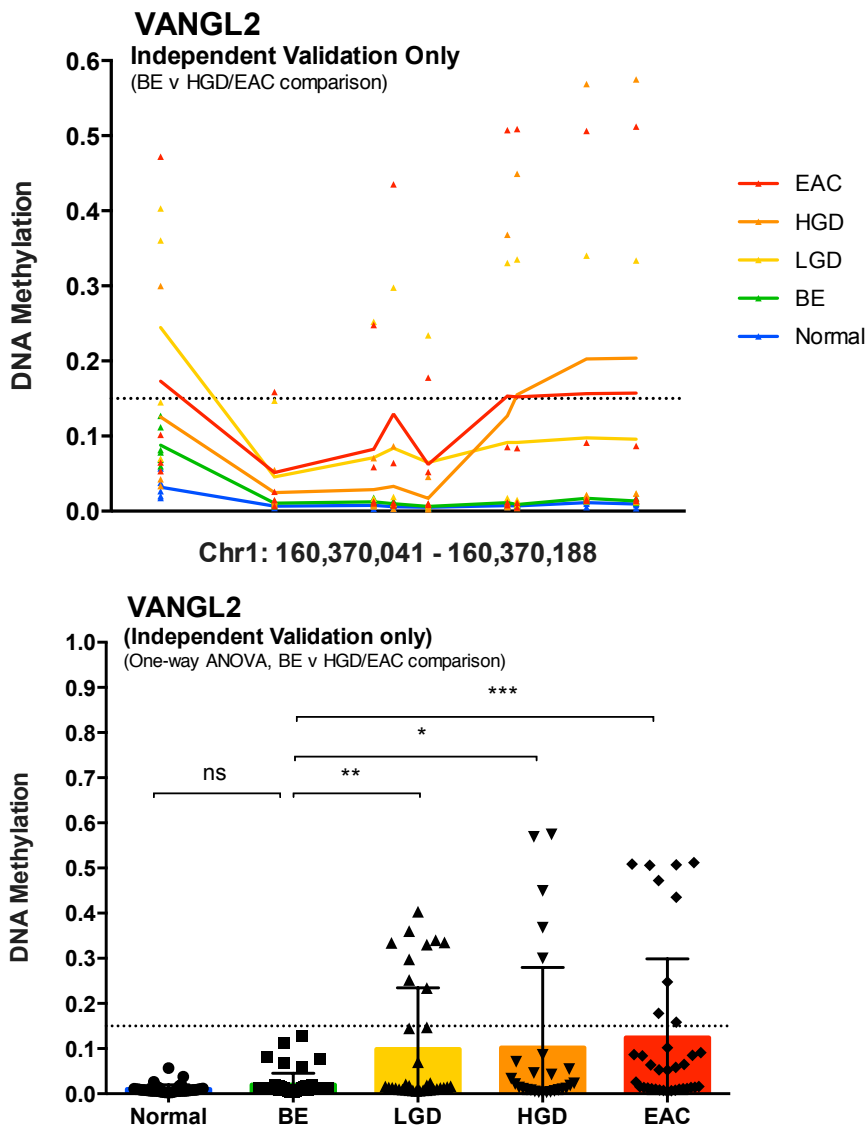 VANGL2
Independent Validation Only
(BE v HGD/EAC comparison)
0.6
0.5
0.4
0.3
0.2
0.1
0.0
DNA Methylation
EAC
HGD
LGD
BE
Normal
Chr1: 160,370,041 - 160,370,188
VANGL2
(Independent Validation only)
(One-way ANOVA, BE v HGD/EAC comparison)
1.0
0.9
0.8
0.7
0.6
0.5
0.4
0.3
0.2
0.1
0.0
DNA Methylation
***
*
ns
**
Normal
BE
LGD
HGD
EAC